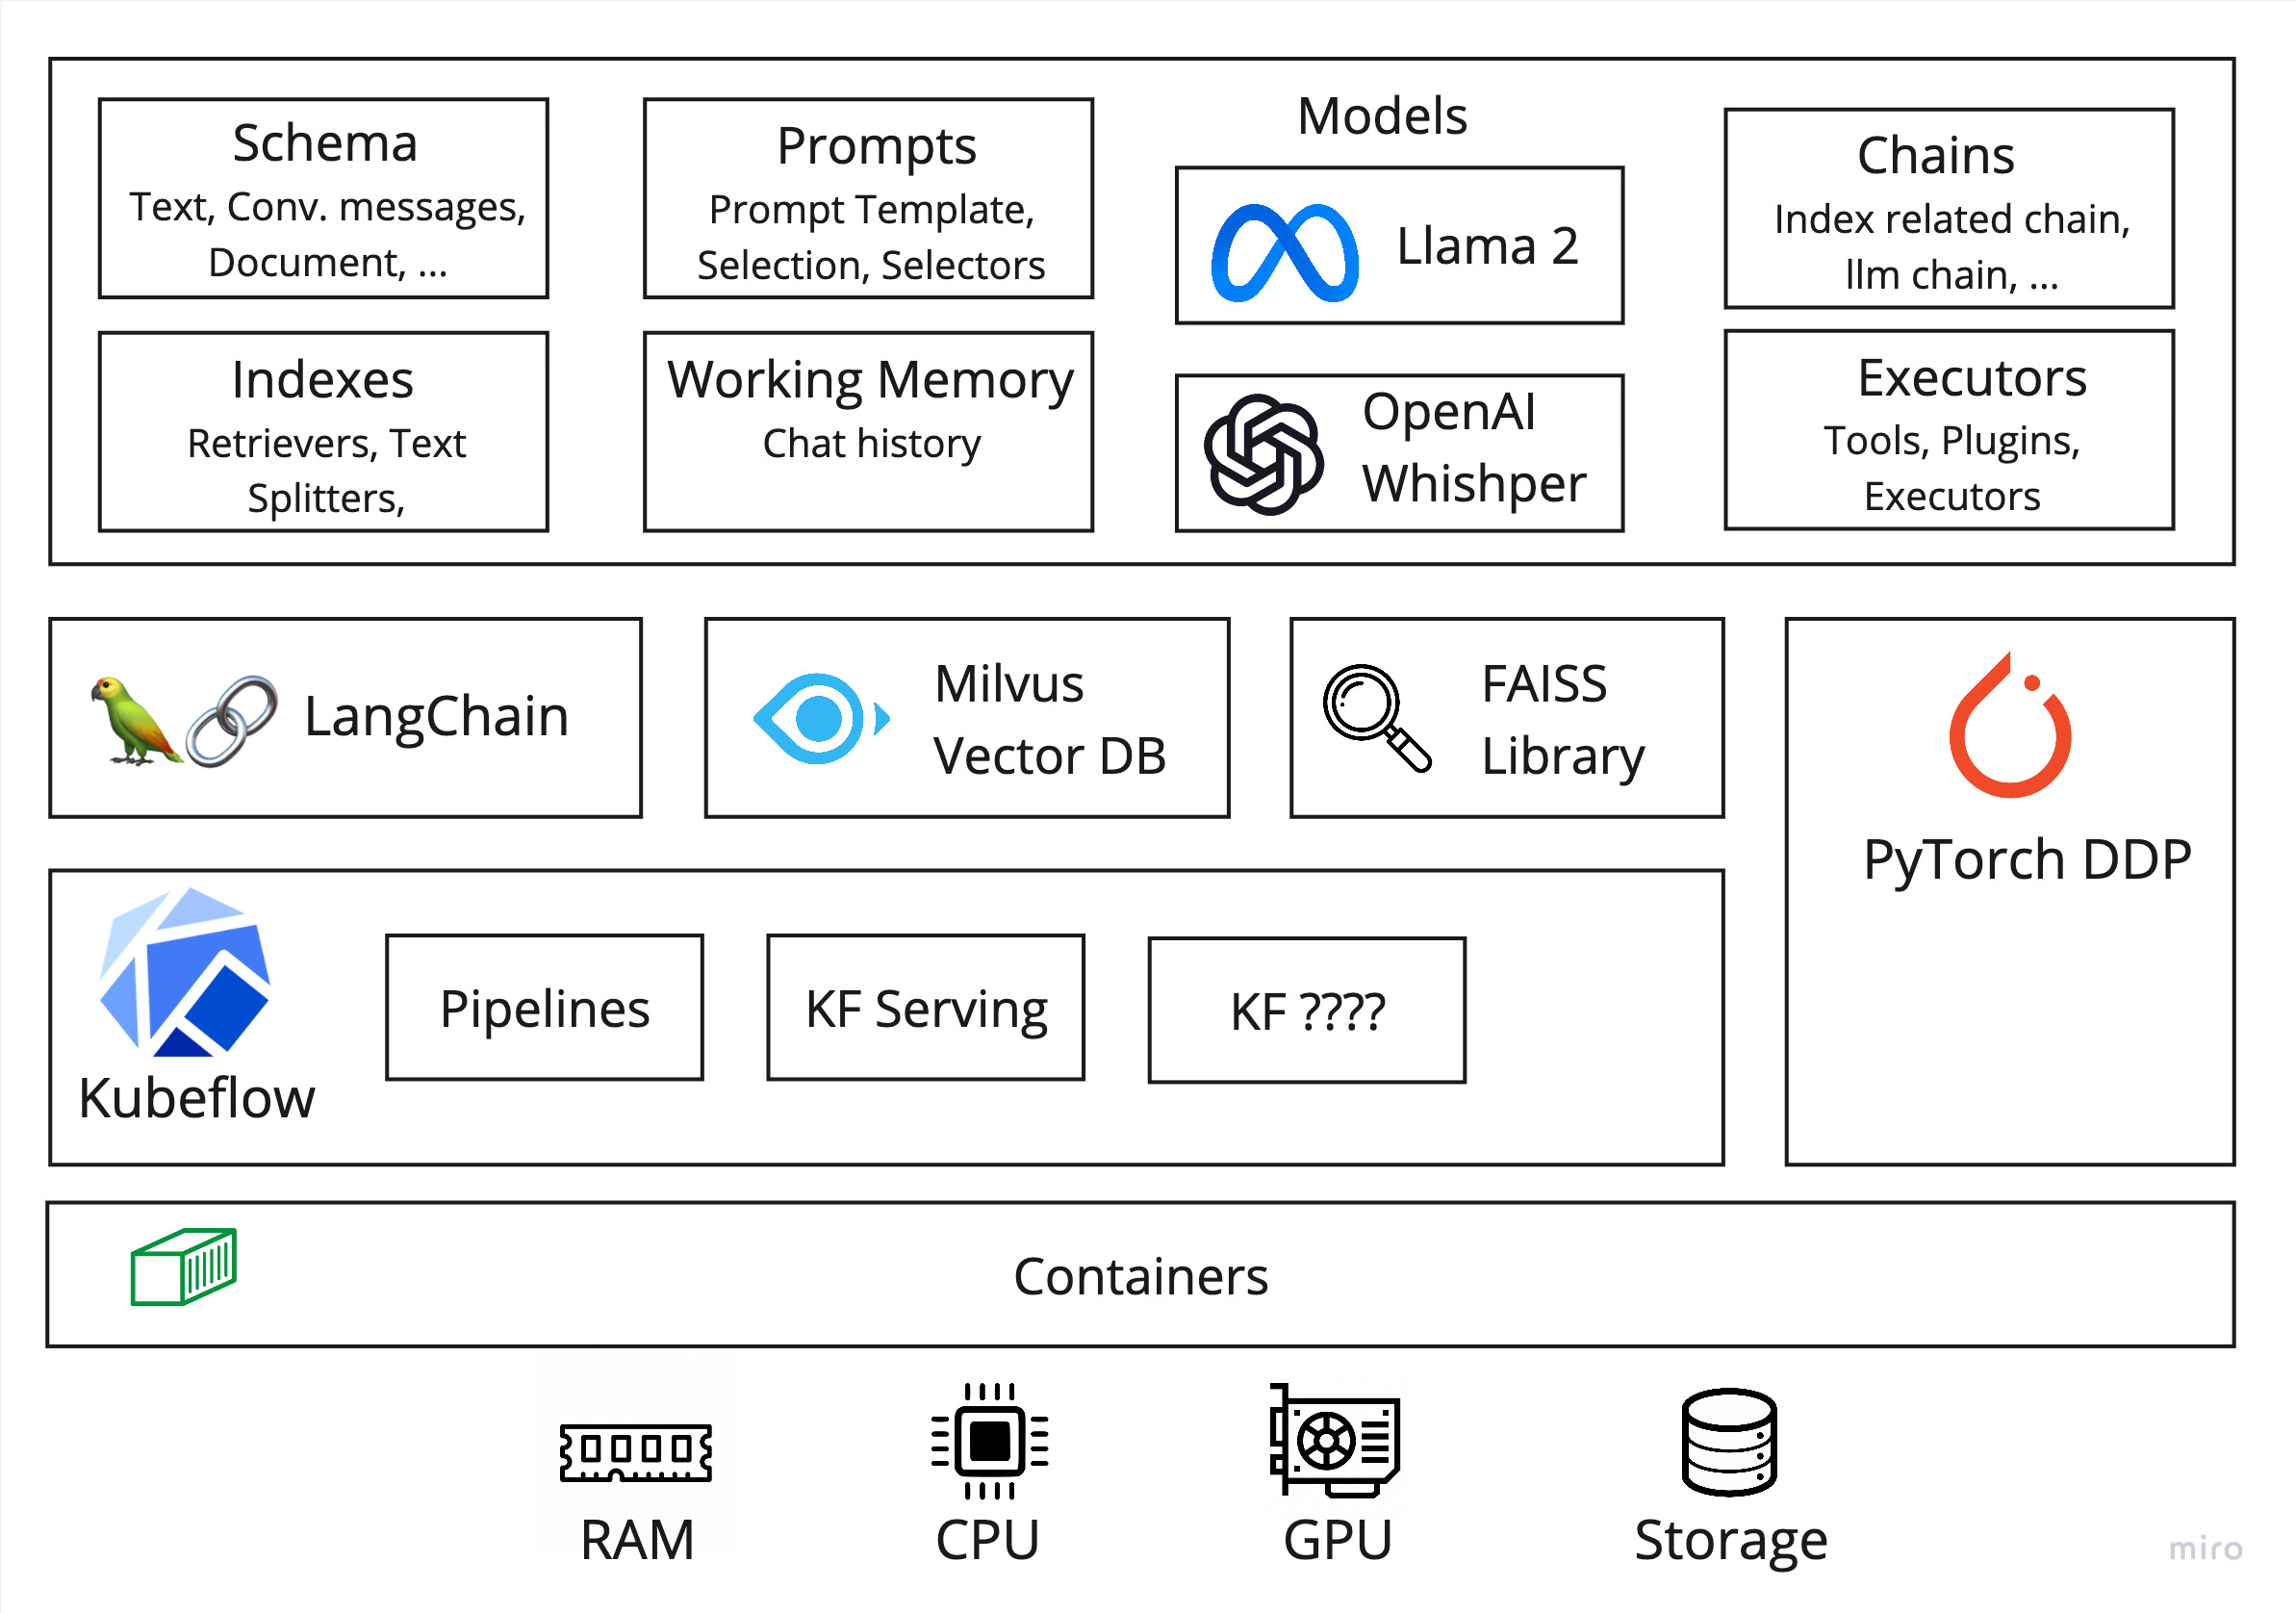 Schema
Text, Conv. messages,
Document, ...
Prompts
Prompt Template,
Selection, Selectors
Models
Llama 2
Chains
Index related chain,
llm chain, ...
Indexes
Retrievers, Text
Splitters,
Working Memory
Chat history
OpenAI
Whishper
Executors
Tools, Plugins,
Executors
LangChain
Milvus
Vector DB
FAISS
Library
PyTorch DDP
Kubeflow
Pipelines
KF Serving
KF ????
Containers
RAM
CPU
GPU
Storage
miro